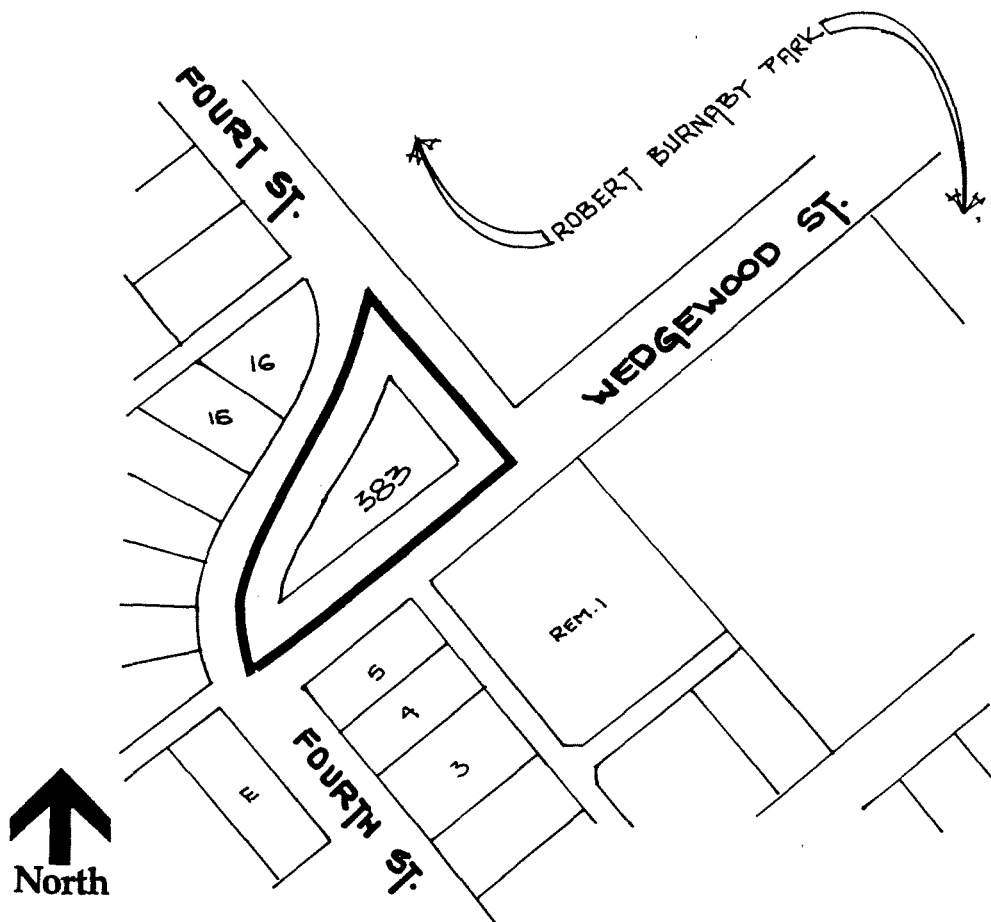 FOURT ST.
ROBERT BURNABY PARK
WEDGEWOOD ST.
16
16
383
REM. 1
5
4
3
E
FOURTH ST.
North